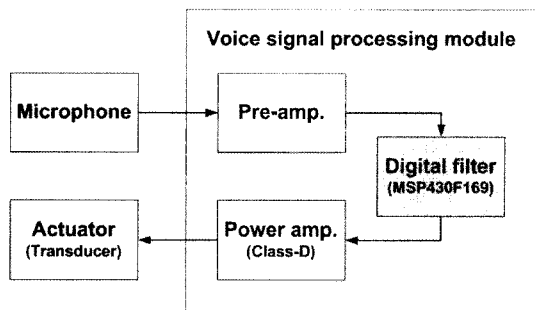 Voice signal processing module
Microphone
Pre-amp.
Digital filter
(MSP430F169)
Actuator
(Transducer)
Power amp.
(Class-D)